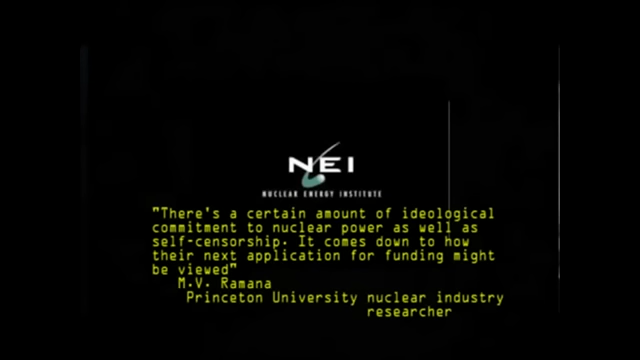 NEI
NUCLEAR ENERGY INSTITUTE
"There's a certain amount of ideological
commitment to nuclear power as well as
self-censorship. It comes down to how
their next application for funding might
be viewed"
M.V. Ramana
Princeton University nuclear industry
researcher